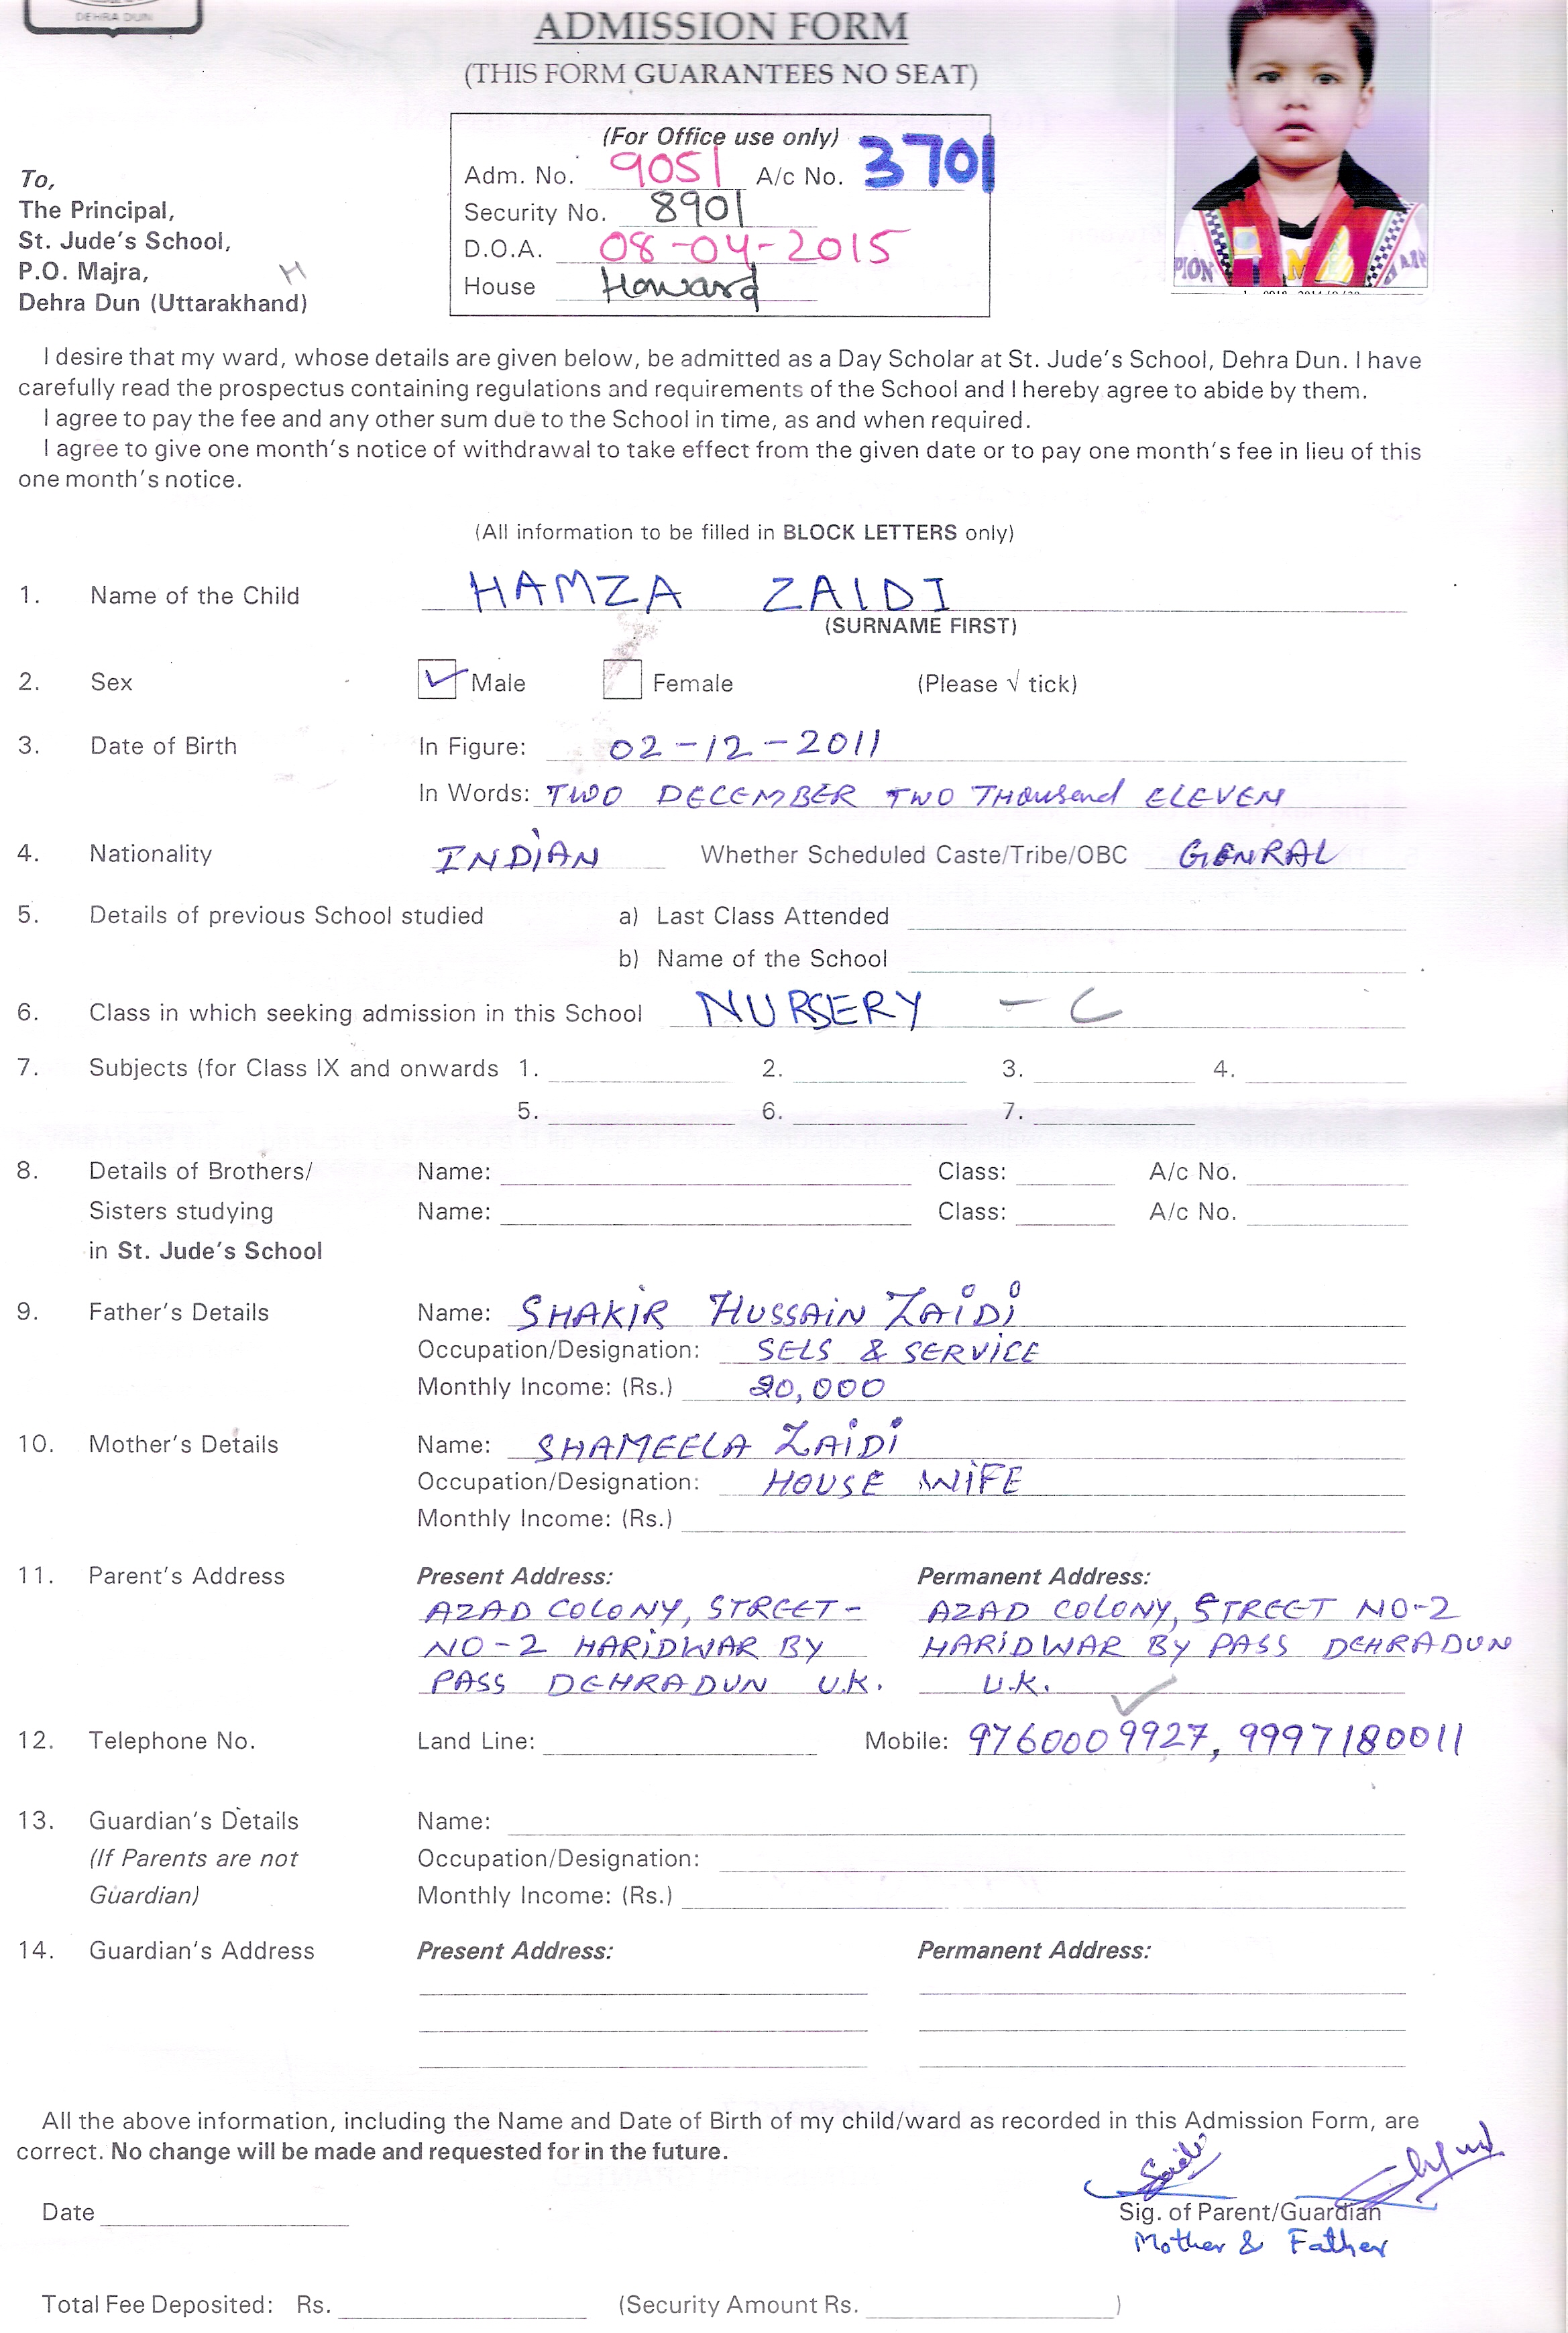 DEHRA DUN
ADMISSION FORM
(THIS FORM GUARANTEES NO SEAT)
(For Office use only)
Adm. No. 9051 A/c No. 3701
Security No. 8901
D.O.A. 08-04-2015
House Howard
To,
The Principal,
St. Jude's School,
P.O. Majra, H
Dehra Dun (Uttarakhand)
PION M
I desire that my ward, whose details are given below, be admitted as a Day Scholar at St. Jude's School, Dehra Dun. I have
carefully read the prospectus containing regulations and requirements of the School and I hereby agree to abide by them.
I agree to pay the fee and any other sum due to the School in time, as and when required.
I agree to give one month's notice of withdrawal to take effect from the given date or to pay one month's fee in lieu of this
one month's notice.
(All information to be filled in BLOCK LETTERS only)
1. Name of the Child HAMZA ZAIDI
(SURNAME FIRST)
2. Sex ✓ Male Female (Please √ tick)
3. Date of Birth In Figure: 02-12-2011
In Words: TWO DECEMBER TWO THousand ELEVEN
4. Nationality INDiAN Whether Scheduled Caste/Tribe/OBC GENRAL
5. Details of previous School studied a) Last Class Attended
b) Name of the School
6. Class in which seeking admission in this School NURSERY - C
7. Subjects (for Class IX and onwards 1. 2. 3. 4.
5. 6. 7.
8. Details of Brothers/ Name: Class: A/c No.
Sisters studying Name: Class: A/c No.
in St. Jude's School
9. Father's Details Name: SHAKiR HUSSAiN ZAiDi
Occupation/Designation: SELS & SERViCE
Monthly Income: (Rs.) 20,000
10. Mother's Details Name: SHAMEELA ZAiDi
Occupation/Designation: HOUSE WiFE
Monthly Income: (Rs.)
11. Parent's Address Present Address: Permanent Address:
AZAD COLONY, STREET- AZAD COLONY, STREET NO-2
NO-2 HARiDWAR BY HARiDWAR BY PASS DEHRADUN
PASS DEHRADUN U.K. U.K.
12. Telephone No. Land Line: Mobile: 9760009927, 9997180011
13. Guardian's Details Name:
(If Parents are not Occupation/Designation:
Guardian) Monthly Income: (Rs.)
14. Guardian's Address Present Address: Permanent Address:
All the above information, including the Name and Date of Birth of my child/ward as recorded in this Admission Form, are
correct. No change will be made and requested for in the future.
Date Sig. of Parent/Guardian
Mother & Father
Total Fee Deposited: Rs. (Security Amount Rs. )